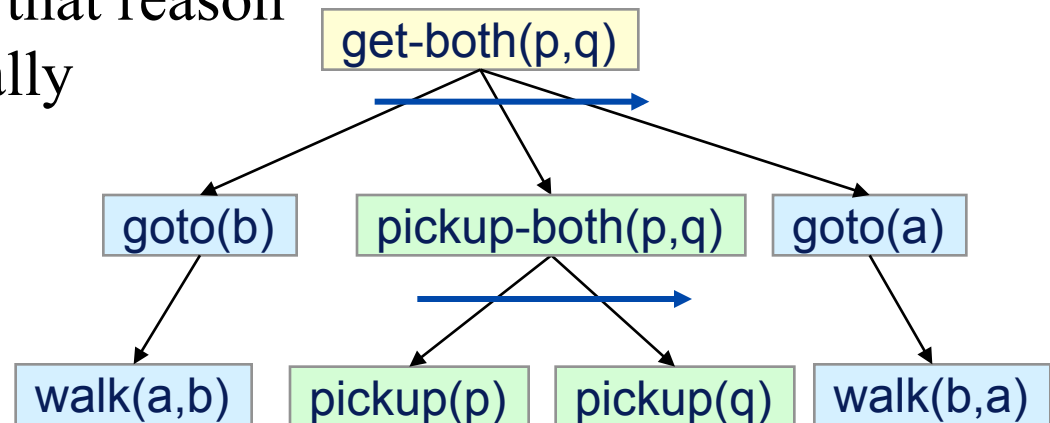 that reason
ally
get-both(p,q)
goto(b)
pickup-both(p,q)
goto(a)
walk(a,b)
pickup(p)
pickup(q)
walk(b,a)